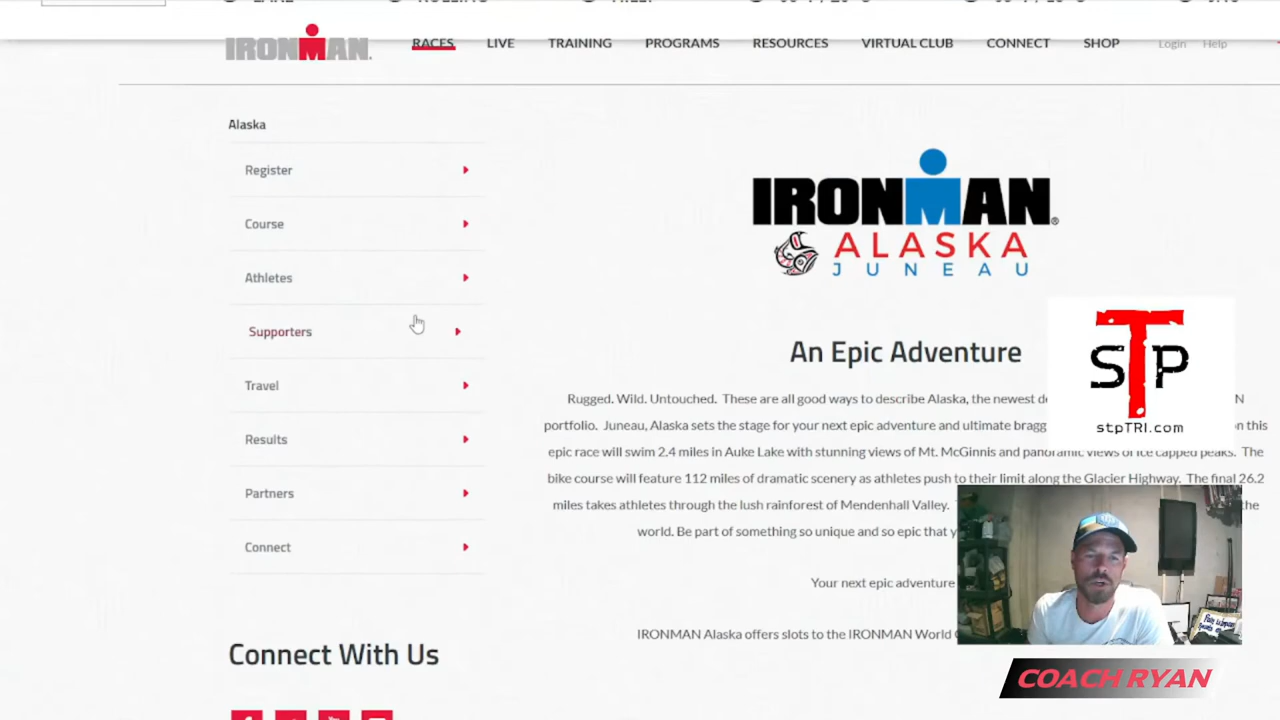 IRONMAN
RACES
LIVE
TRAINING
PROGRAMS
RESOURCES
VIRTUAL CLUB
CONNECT
SHOP
Login
Help
Alaska
Register
Course
Athletes
Supporters
Travel
Results
Partners
Connect
Connect With Us
IRONMAN®
ALASKA
JUNEAU
An Epic Adventure
Rugged. Wild. Untouched. These are all good ways to describe Alaska, the newest
portfolio. Juneau, Alaska sets the stage for your next epic adventure and ultimate on this
epic race will swim 2.4 miles in Auke Lake with stunning views of Mt. McGinnis and panoramic views of ice capped peaks. The
bike course will feature 112 miles of dramatic scenery as athletes push to their limit along the Glacier Highway. The final 26.2
miles takes athletes through the lush rainforest of Mendenhall Valley. the
world. Be part of something so unique and so epic that
Your next epic adventure
IRONMAN Alaska offers slots to the IRONMAN World
STP
stpTRI.com
COACH RYAN